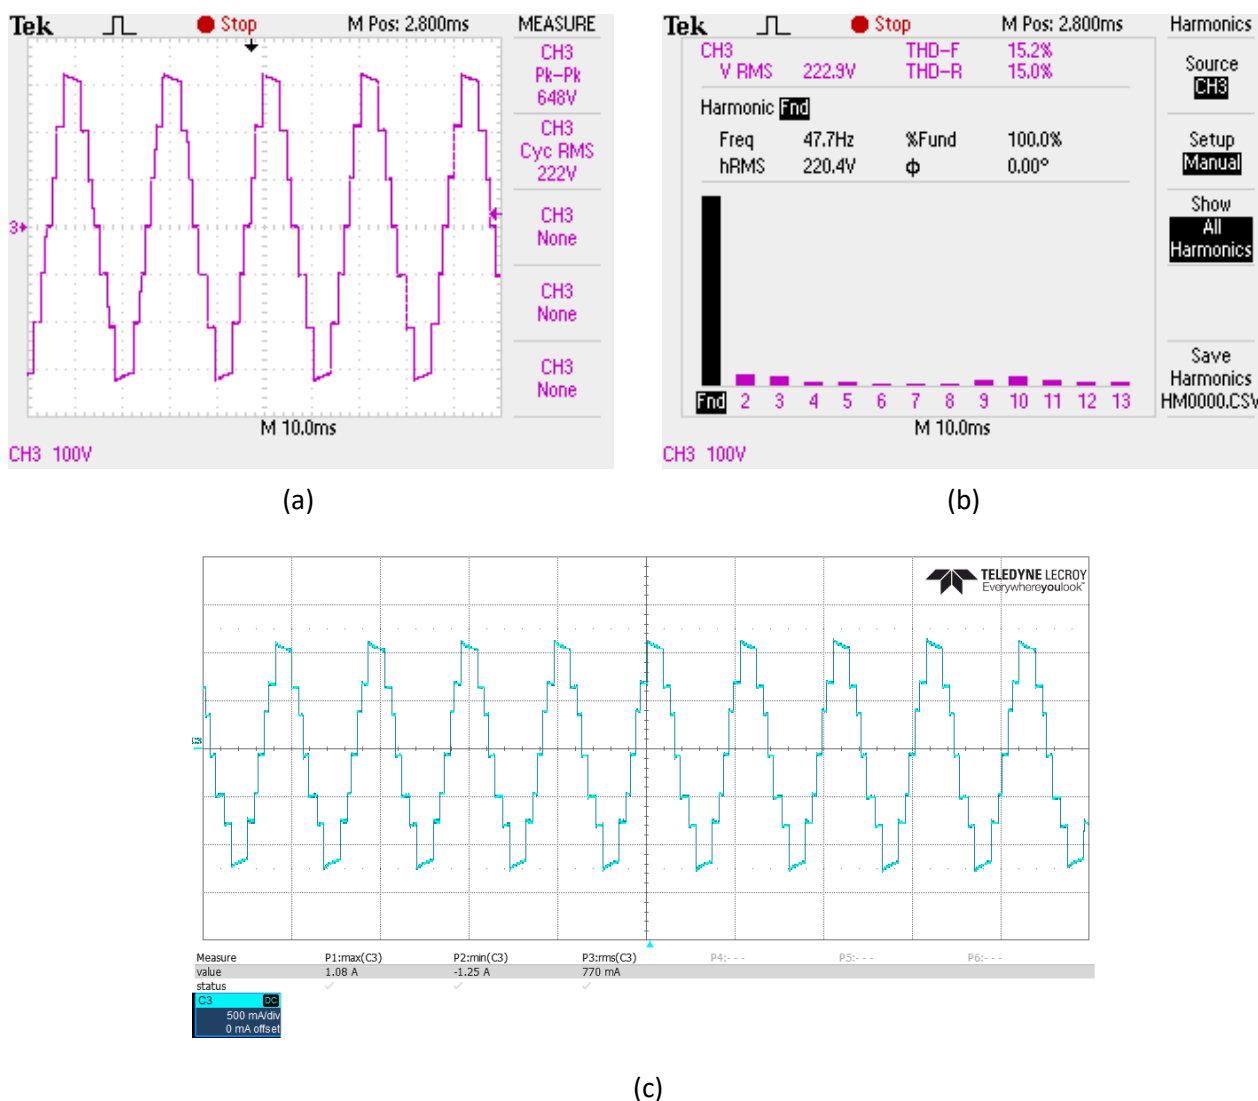 Tek Stop M Pos: 2.800ms MEASURE
CH3
Pk-Pk
648V
CH3
Cyc RMS
222V
3
CH3
None
CH3
None
CH3
None
M 10.0ms
CH3 100V
(a)
Tek Stop M Pos: 2.800ms Harmonics
CH3 THD-F 15.2%
V RMS 222.9V THD-R 15.0%
Harmonic Fnd
Freq 47.7Hz %Fund 100.0%
hRMS 220.4V Φ 0.00°
Source
CH3
Setup
Manual
Show
All
Harmonics
Save
Harmonics
HM0000.CSV
Fnd 2 3 4 5 6 7 8 9 10 11 12 13
M 10.0ms
CH3 100V
(b)
TELEDYNE LECROY
Everywhereyoulook™
Measure P1:max(C3) P2:min(C3) P3:rms(C3) P4:- - - P5:- - - P6:- - -
value 1.08 A -1.25 A 770 mA
status
C3 DC
500 mA/div
0 mA offset
(c)